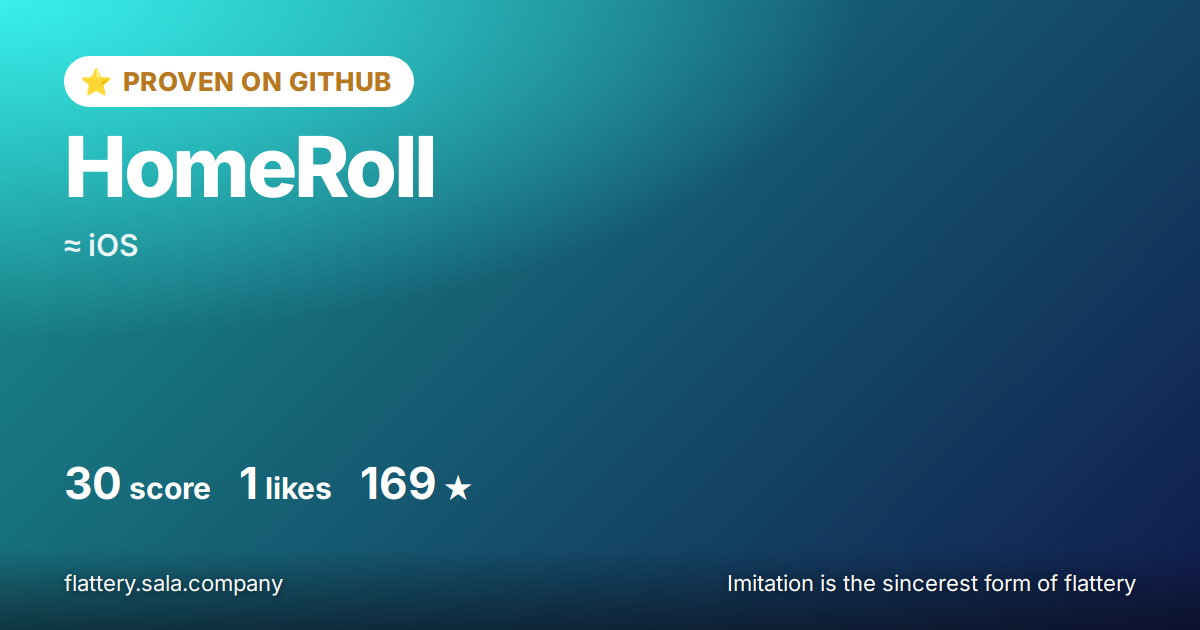 ⭐ PROVEN ON GITHUB
HomeRoll
≈ iOS
30 score 1 likes 169 ★
flattery.sala.company
Imitation is the sincerest form of flattery